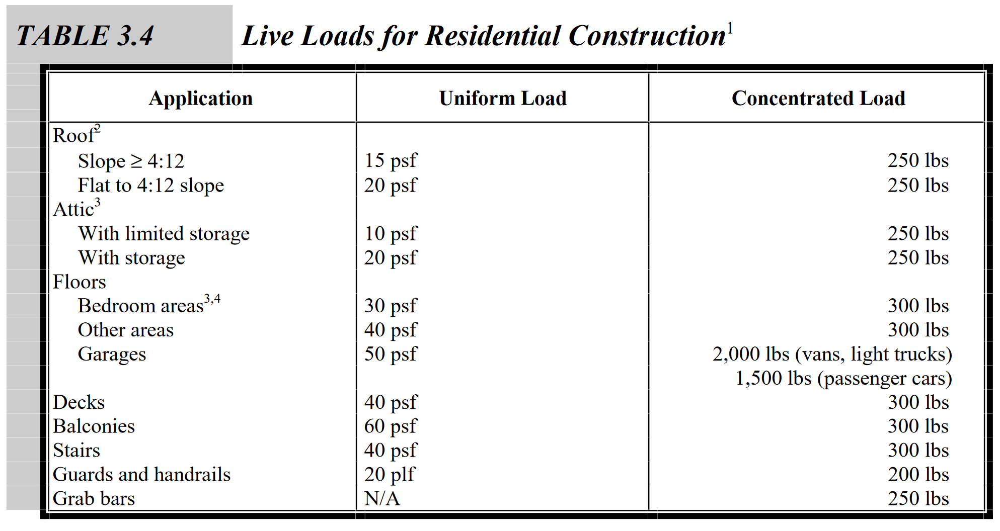 TABLE 3.4 Live Loads for Residential Construction¹
Application Uniform Load Concentrated Load
Roof²
Slope ≥ 4:12 15 psf 250 lbs
Flat to 4:12 slope 20 psf 250 lbs
Attic³
With limited storage 10 psf 250 lbs
With storage 20 psf 250 lbs
Floors
Bedroom areas³,⁴ 30 psf 300 lbs
Other areas 40 psf 300 lbs
Garages 50 psf 2,000 lbs (vans, light trucks)
1,500 lbs (passenger cars)
Decks 40 psf 300 lbs
Balconies 60 psf 300 lbs
Stairs 40 psf 300 lbs
Guards and handrails 20 plf 200 lbs
Grab bars N/A 250 lbs